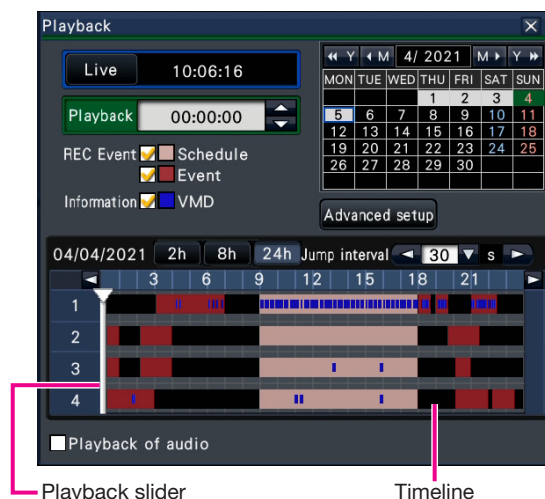 Playback
Live 10:06:16
Playback 00:00:00
REC Event Schedule
Event
Information VMD
Y M 4/ 2021 M Y
MON TUE WED THU FRI SAT SUN
1 2 3 4
5 6 7 8 9 10 11
12 13 14 15 16 17 18
19 20 21 22 23 24 25
26 27 28 29 30
Advanced setup
04/04/2021 2h 8h 24h Jump interval 30 s
3 6 9 12 15 18 21
1
2
3
4
Playback of audio
Playback slider Timeline